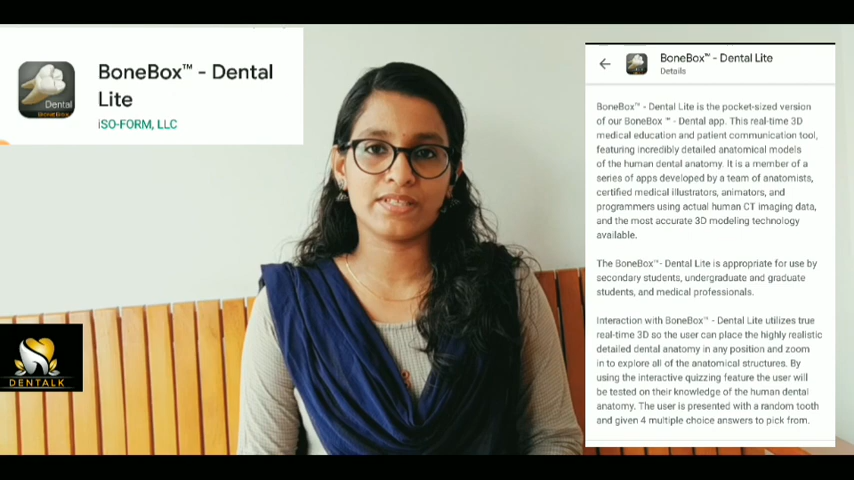 BoneBox™ - Dental
Lite
iSO-FORM, LLC
Dental
BoneBox
DENTALK
BoneBox™ - Dental Lite
Details
BoneBox™ - Dental Lite is the pocket-sized version
of our BoneBox ™ - Dental app. This real-time 3D
medical education and patient communication tool,
featuring incredibly detailed anatomical models
of the human dental anatomy. It is a member of a
series of apps developed by a team of anatomists,
certified medical illustrators, animators, and
programmers using actual human CT imaging data,
and the most accurate 3D modeling technology
available.
The BoneBox™- Dental Lite is appropriate for use by
secondary students, undergraduate and graduate
students, and medical professionals.
Interaction with BoneBox™ - Dental Lite utilizes true
real-time 3D so the user can place the highly realistic
detailed dental anatomy in any position and zoom
in to explore all of the anatomical structures. By
using the interactive quizzing feature the user will
be tested on their knowledge of the human dental
anatomy. The user is presented with a random tooth
and given 4 multiple choice answers to pick from.